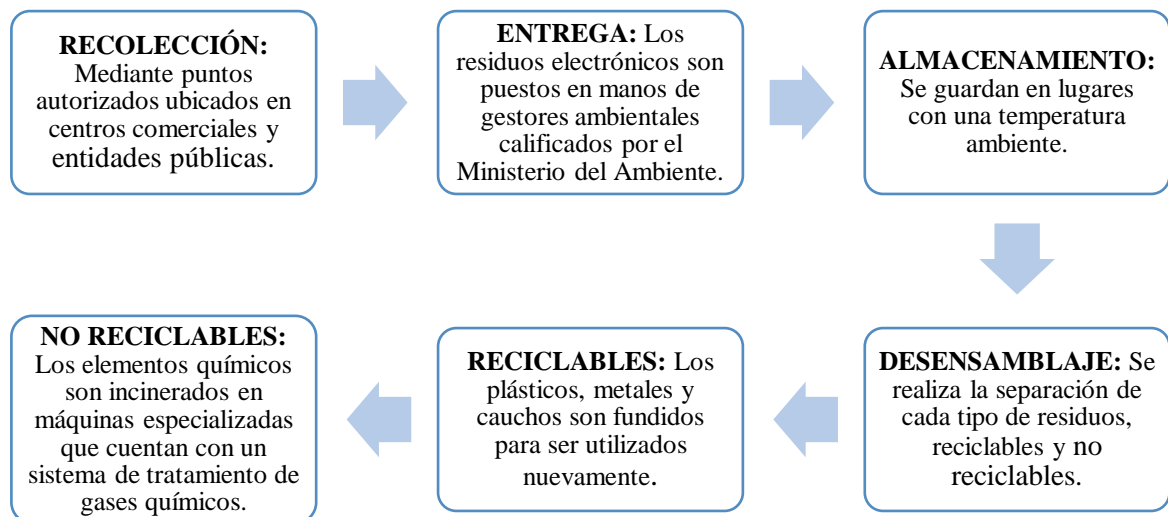 RECOLECCIÓN:
Mediante puntos
autorizados ubicados en
centros comerciales y
entidades públicas.
ENTREGA: Los
residuos electrónicos son
puestos en manos de
gestores ambientales
calificados por el
Ministerio del Ambiente.
ALMACENAMIENTO:
Se guardan en lugares
con una temperatura
ambiente.
DESENSAMBLAJE: Se
realiza la separación de
cada tipo de residuos,
reciclables y no
reciclables.
RECICLABLES: Los
plásticos, metales y
cauchos son fundidos
para ser utilizados
nuevamente.
NO RECICLABLES:
Los elementos químicos
son incinerados en
máquinas especializadas
que cuentan con un
sistema de tratamiento de
gases químicos.